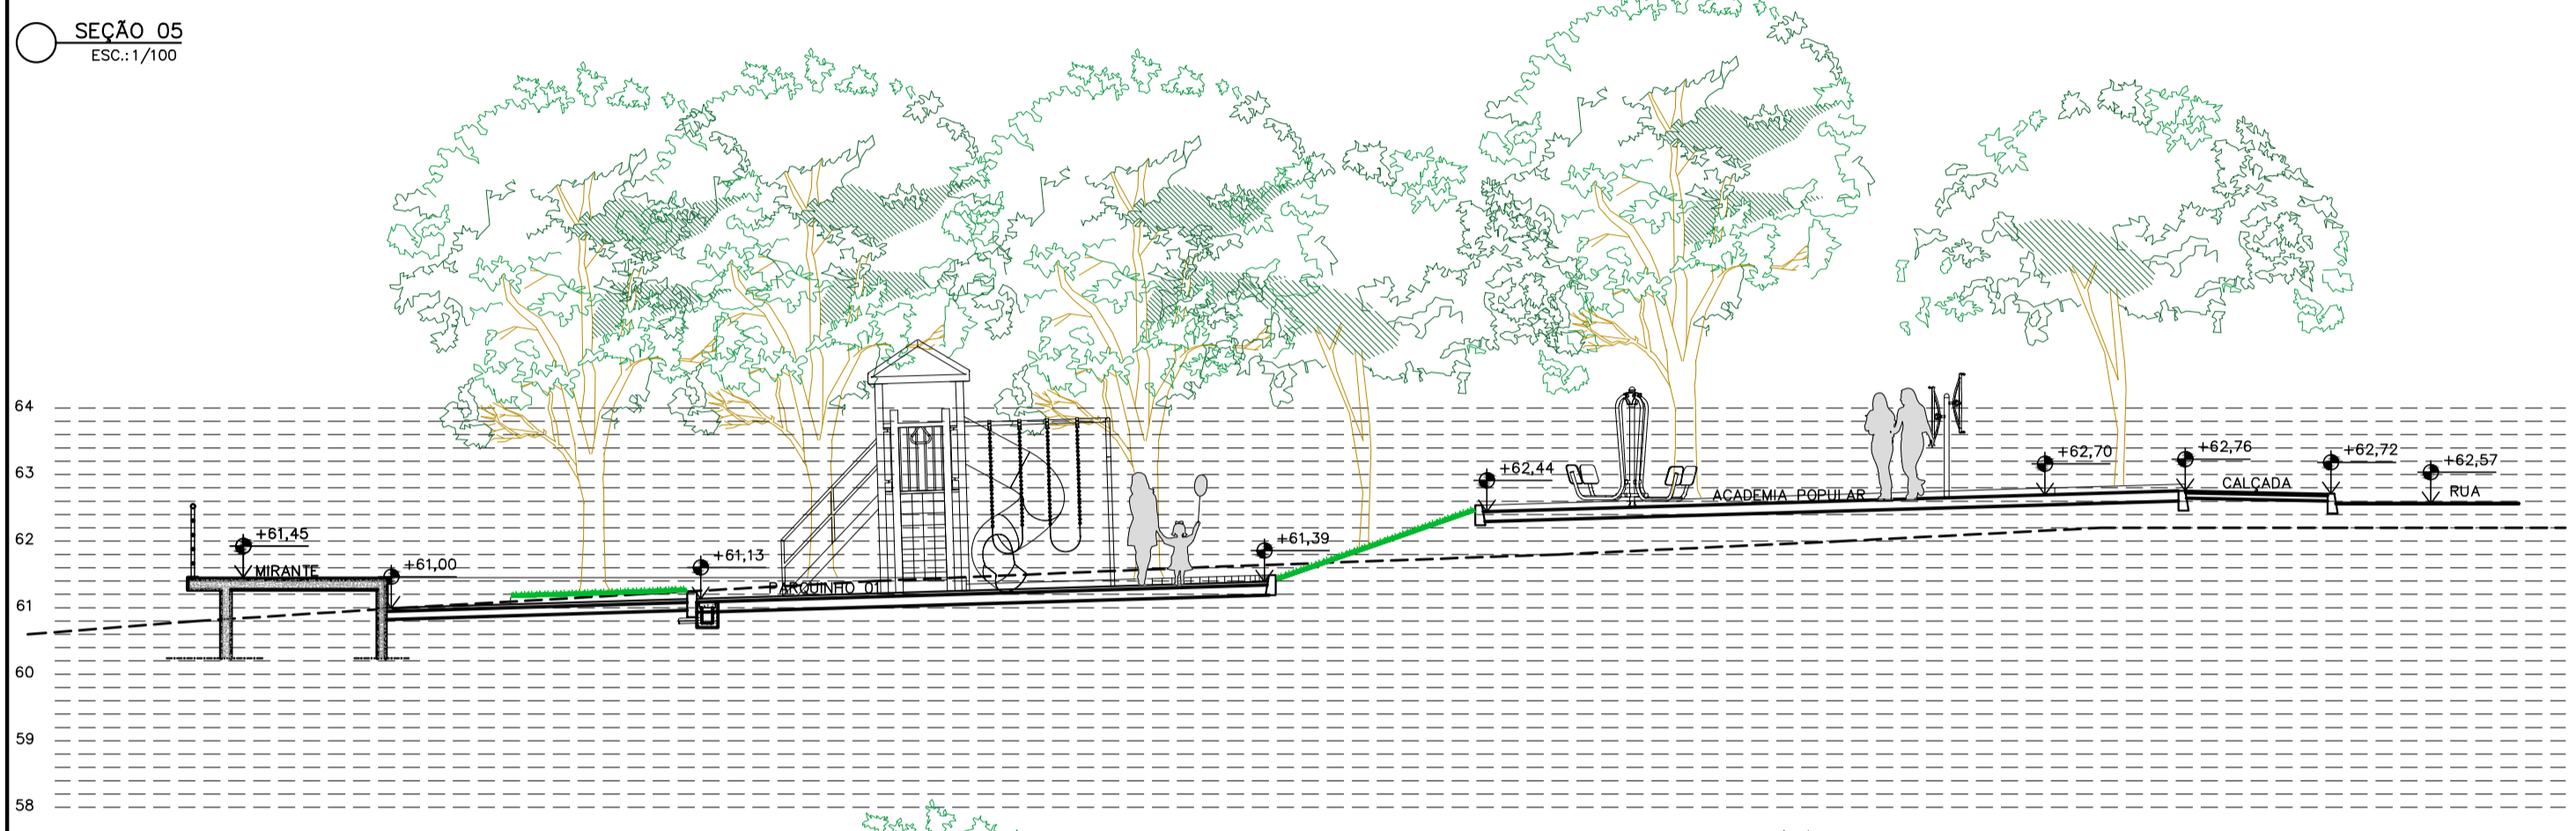 SEÇÃO 05
ESC.: 1/100
64
63
62
61
60
59
58
+61,45
MIRANTE
+61,00
+61,13
PARQUINHO 01
+61,39
+62,44
ACADEMIA POPULAR
+62,70
+62,76
CALÇADA
+62,72
+62,57
RUA